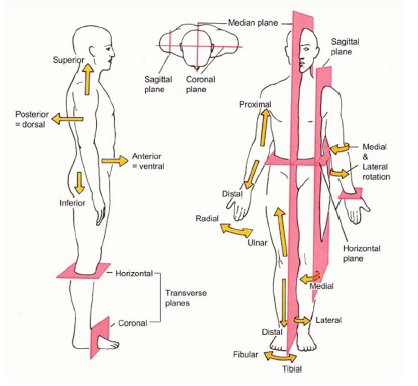 Median plane
Sagittal
plane
Superior
Sagittal
plane
Coronal
plane
Proximal
Posterior
= dorsal
Anterior
= ventral
Medial
&
Lateral
rotation
Inferior
Distal
Radial
Ulnar
Horizontal
plane
Horizontal
Medial
Transverse
planes
Coronal
Lateral
Distal
Fibular
Tibial